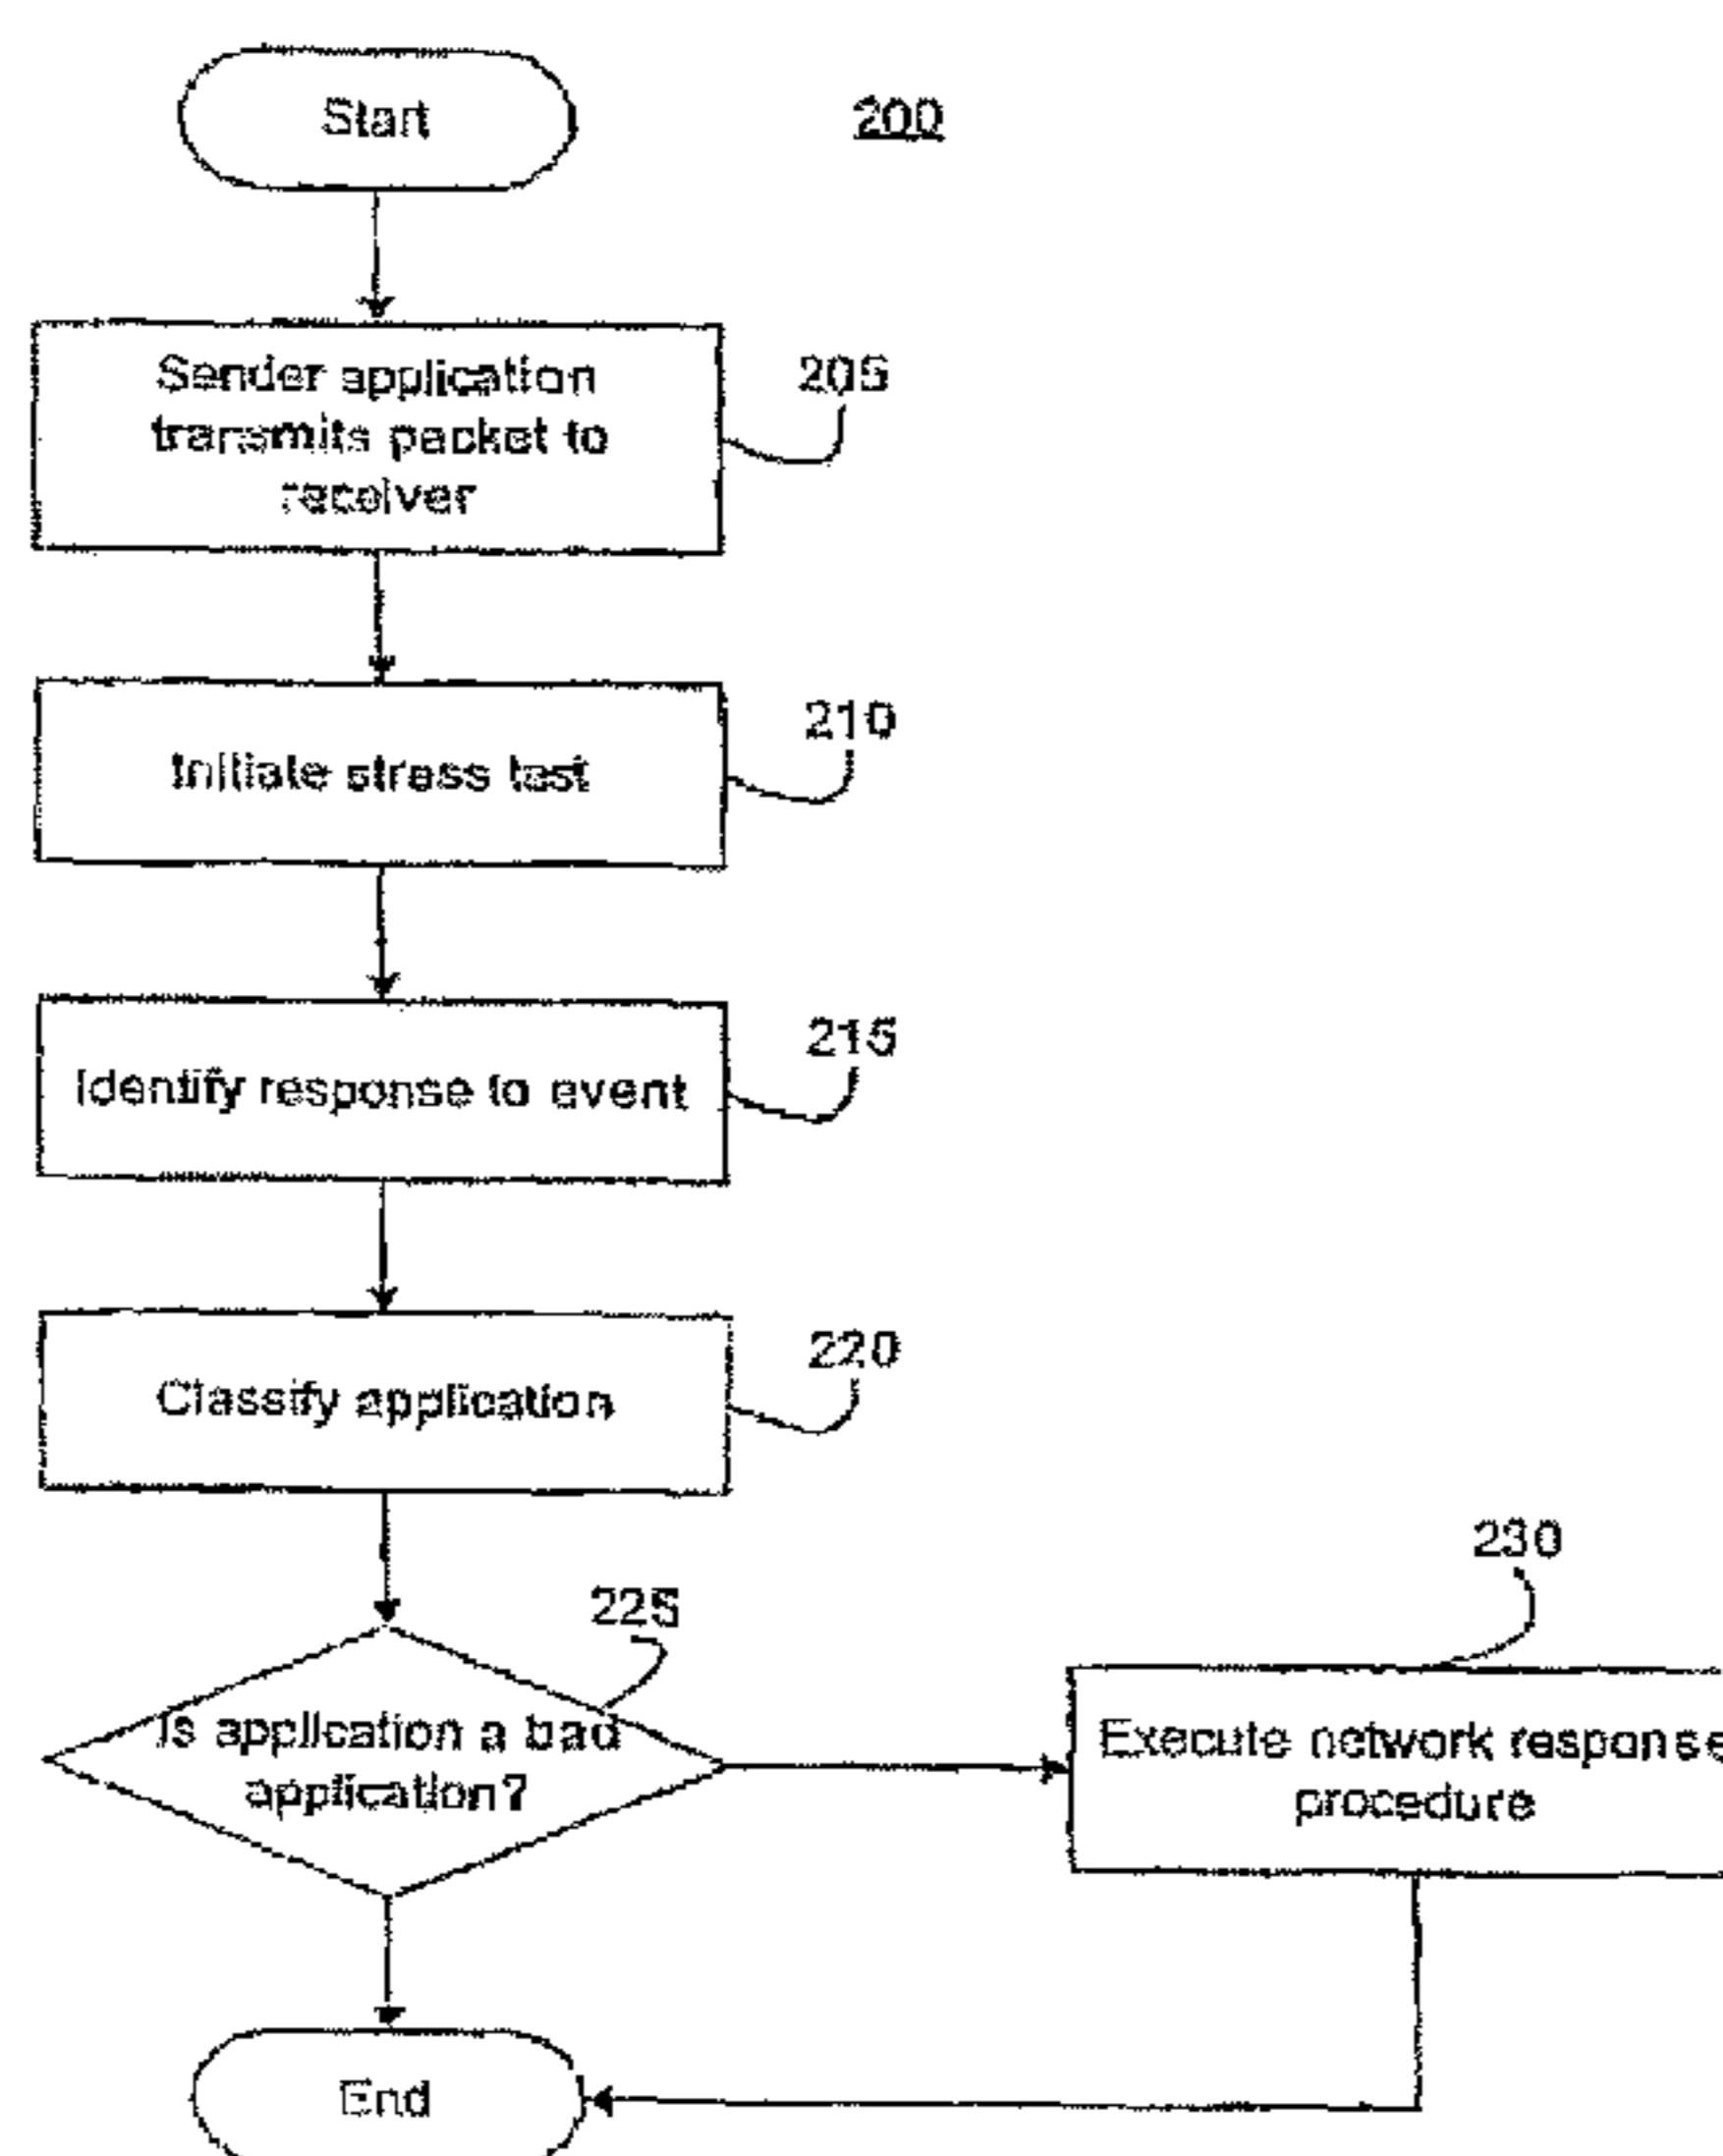 Start
200
Sender application
transmits packet to
receiver
205
Initiate stress test
210
Identify response to event
215
Classify application
220
225
Is application a bad
application?
230
Execute network response
procedure
End